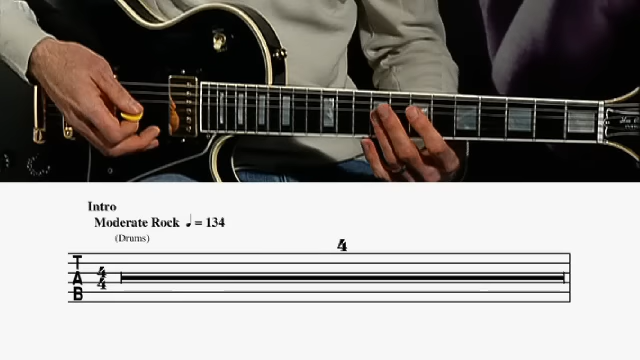 Intro
Moderate Rock ♩ = 134
(Drums)
4
T
A
B
4
4